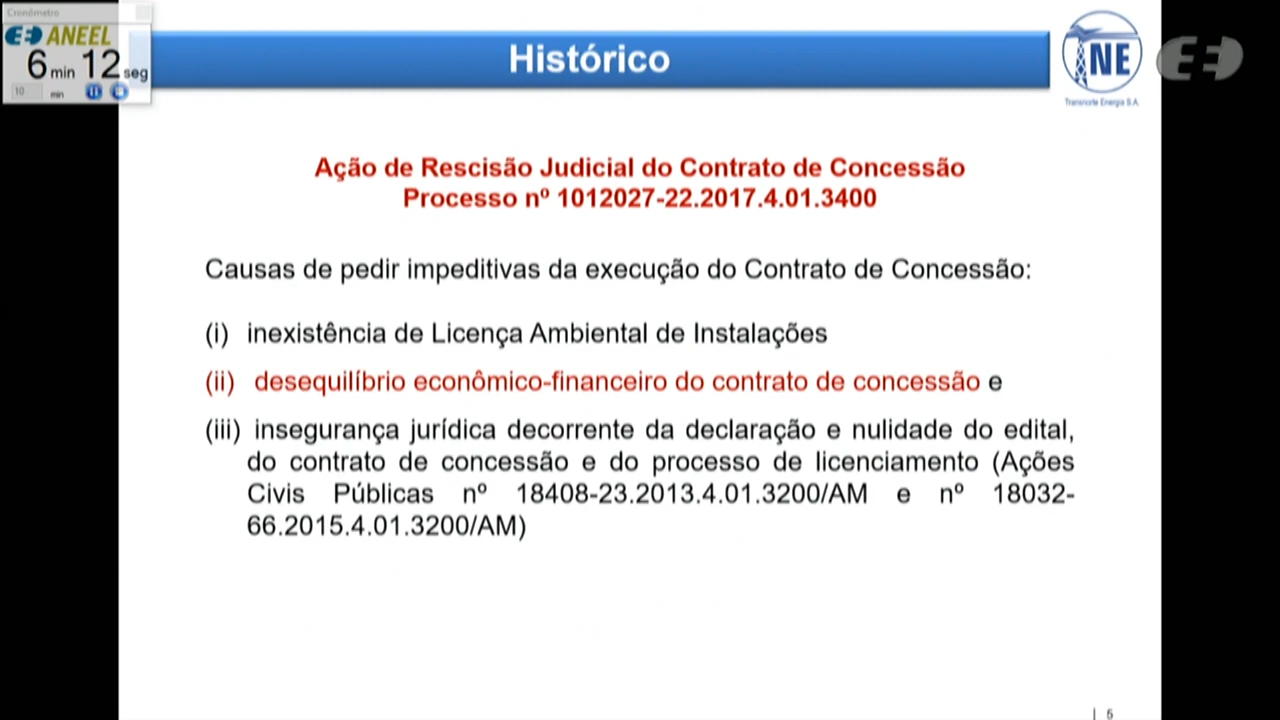 Cronômetro
ANEEL
6 min 12 seg
10 min
Histórico
TNE
Transnorte Energia S.A.
Ação de Rescisão Judicial do Contrato de Concessão
Processo nº 1012027-22.2017.4.01.3400
Causas de pedir impeditivas da execução do Contrato de Concessão:
(i) inexistência de Licença Ambiental de Instalações
(ii) desequilíbrio econômico-financeiro do contrato de concessão e
(iii) insegurança jurídica decorrente da declaração e nulidade do edital,
do contrato de concessão e do processo de licenciamento (Ações
Civis Públicas nº 18408-23.2013.4.01.3200/AM e nº 18032-
66.2015.4.01.3200/AM)
| 5